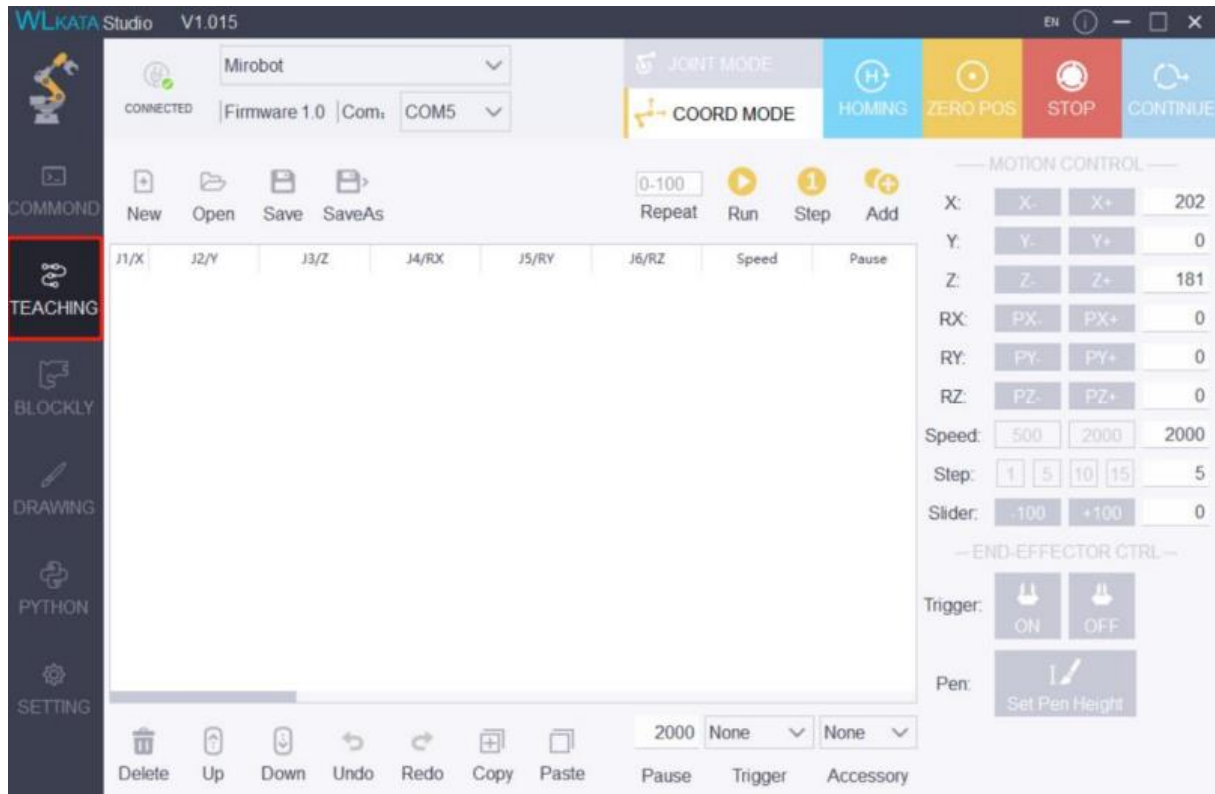 WLKATA Studio V1.015 EN
CONNECTED
Mirobot
Firmware 1.0 Com: COM5
JOINT MODE
COORD MODE
HOMING
ZERO POS
STOP
CONTINUE
COMMOND
TEACHING
BLOCKLY
DRAWING
PYTHON
SETTING
New Open Save SaveAs
0-100
Repeat Run Step Add
J1/X J2/Y J3/Z J4/RX J5/RY J6/RZ Speed Pause
MOTION CONTROL
X: X- X+ 202
Y: Y- Y+ 0
Z: Z- Z+ 181
RX: PX- PX+ 0
RY: PY- PY+ 0
RZ: PZ- PZ+ 0
Speed: 500 2000 2000
Step: 1 5 10 15 5
Slider: -100 +100 0
END-EFFECTOR CTRL
Trigger: ON OFF
Pen: Set Pen Height
Delete Up Down Undo Redo Copy Paste
2000 None None
Pause Trigger Accessory